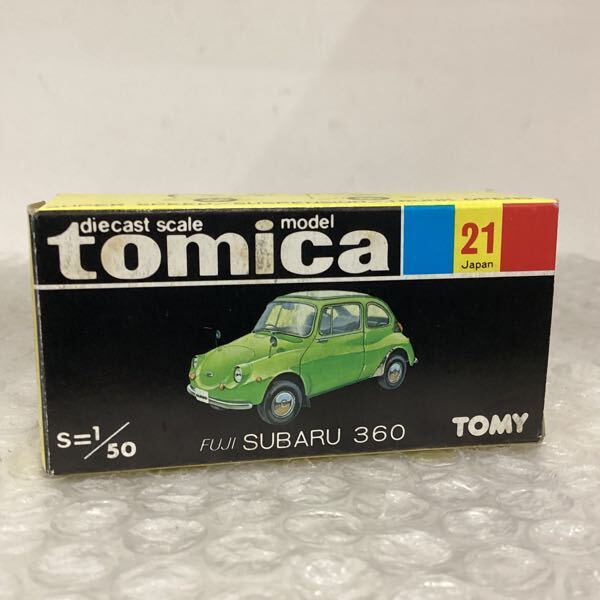 diecast scale model
tomica
21
Japan
S=1/50
FUJI SUBARU 360
TOMY